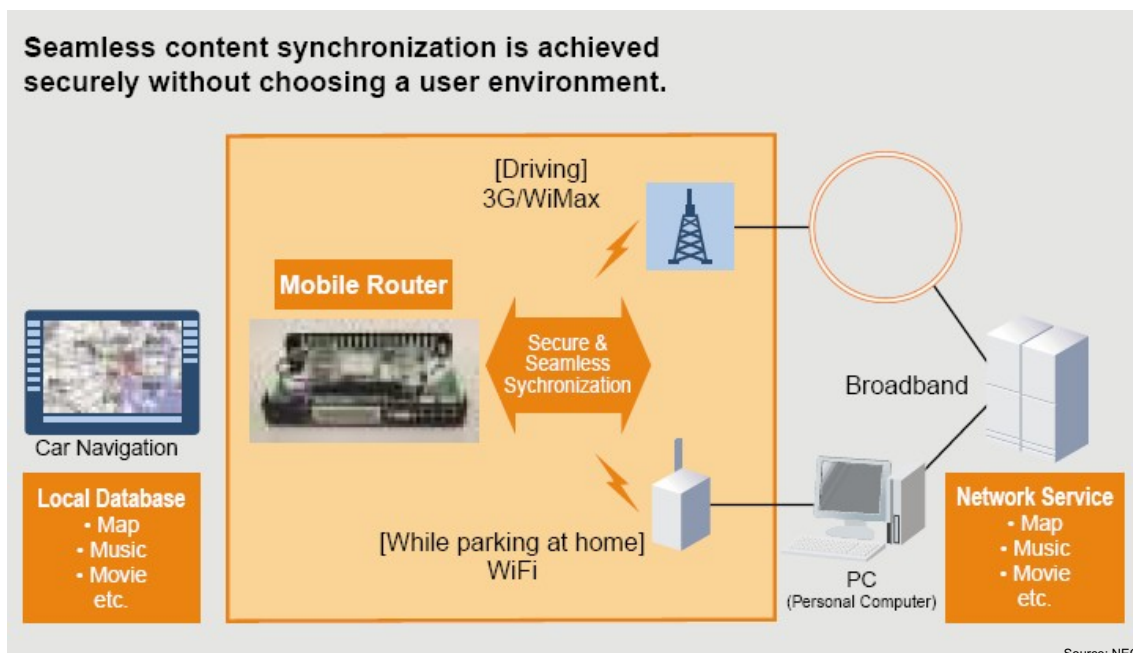 Seamless content synchronization is achieved
securely without choosing a user environment.
[Driving]
3G/WiMax
Mobile Router
Secure &
Seamless
Sychronization
Broadband
Car Navigation
Local Database
• Map
• Music
• Movie
etc.
[While parking at home]
WiFi
PC
(Personal Computer)
Network Service
• Map
• Music
• Movie
etc.
Source: NEC